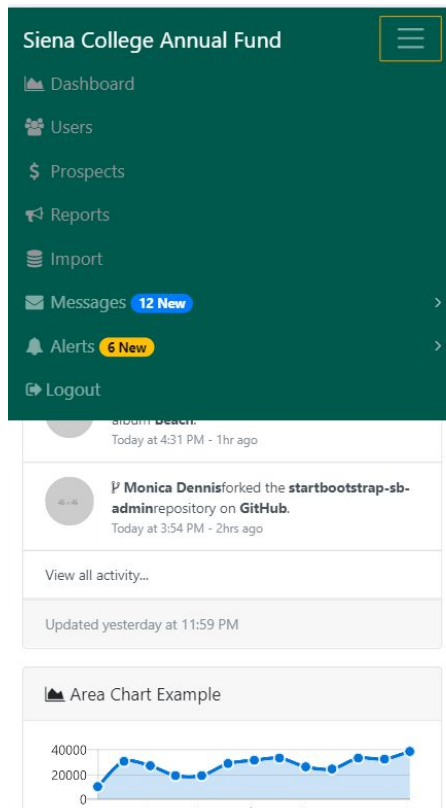 Siena College Annual Fund
Dashboard
Users
Prospects
Reports
Import
Messages 12 New
Alerts 6 New
Logout
album Beach.
Today at 4:31 PM - 1hr ago
Monica Dennisforked the startbootstrap-sb-
adminrepository on GitHub.
Today at 3:54 PM - 2hrs ago
View all activity...
Updated yesterday at 11:59 PM
Area Chart Example
40000
20000
0